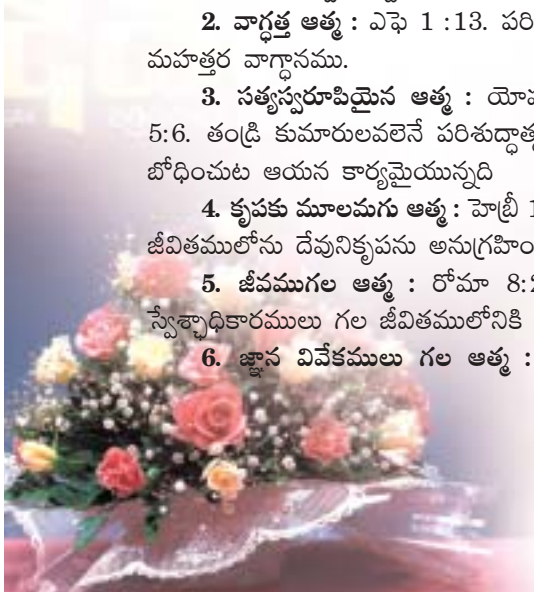 2. వాగ్ధత్త ఆత్మ : ఎఫె 1 :13. పరి
మహత్తర వాగ్దానము.
3. సత్యస్వరూపియైన ఆత్మ : యోహ
5:6. తండ్రి కుమారులవలెనే పరిశుద్ధాత్మ
బోధించుట ఆయన కార్యమైయున్నది
4. కృపకు మూలమగు ఆత్మ : హెబ్రీ 1
జీవితములోను దేవునికృపను అనుగ్రహిం
5. జీవముగల ఆత్మ : రోమా 8:2
స్వేశ్ఛాధికారములు గల జీవితములోనికి
6. జ్ఞాన వివేకములు గల ఆత్మ :